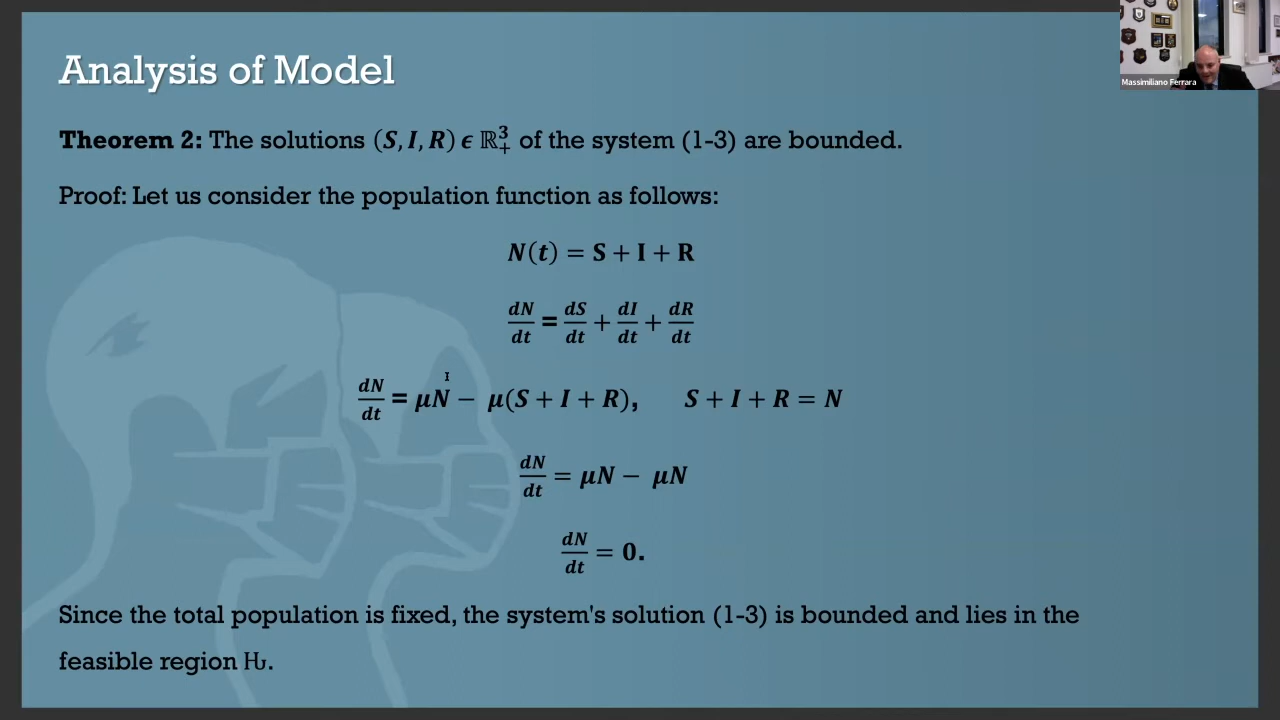 Analysis of Model
Massimiliano Ferrara
Theorem 2: The solutions (S, I, R) ϵ ℝ₊³ of the system (1-3) are bounded.
Proof: Let us consider the population function as follows:
N(t) = S + I + R
dN/dt = dS/dt + dI/dt + dR/dt
dN/dt = μN − μ(S + I + R), S + I + R = N
dN/dt = μN − μN
dN/dt = 0.
Since the total population is fixed, the system's solution (1-3) is bounded and lies in the
feasible region Ƕ.